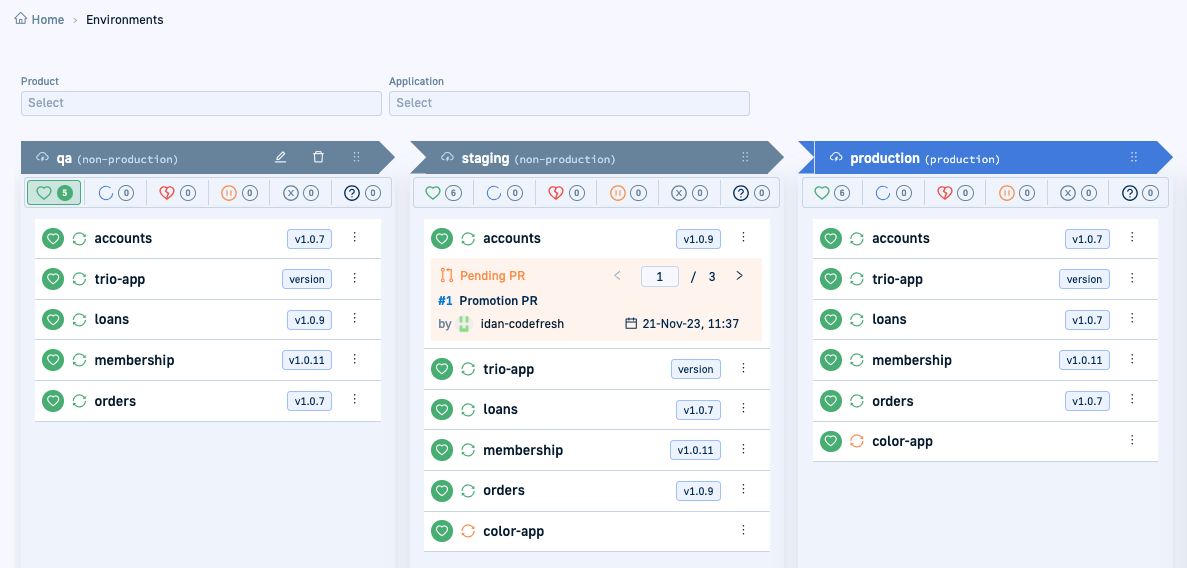 Home > Environments
Product
Select
Application
Select
qa (non-production)
5 0 0 0 0 0
accounts v1.0.7
trio-app version
loans v1.0.9
membership v1.0.11
orders v1.0.7
staging (non-production)
6 0 0 0 0 0
accounts v1.0.9
Pending PR < 1 / 3 >
#1 Promotion PR
by idan-codefresh 21-Nov-23, 11:37
trio-app version
loans v1.0.7
membership v1.0.11
orders v1.0.9
color-app
production (production)
6 0 0 0 0 0
accounts v1.0.7
trio-app version
loans v1.0.7
membership v1.0.11
orders v1.0.7
color-app